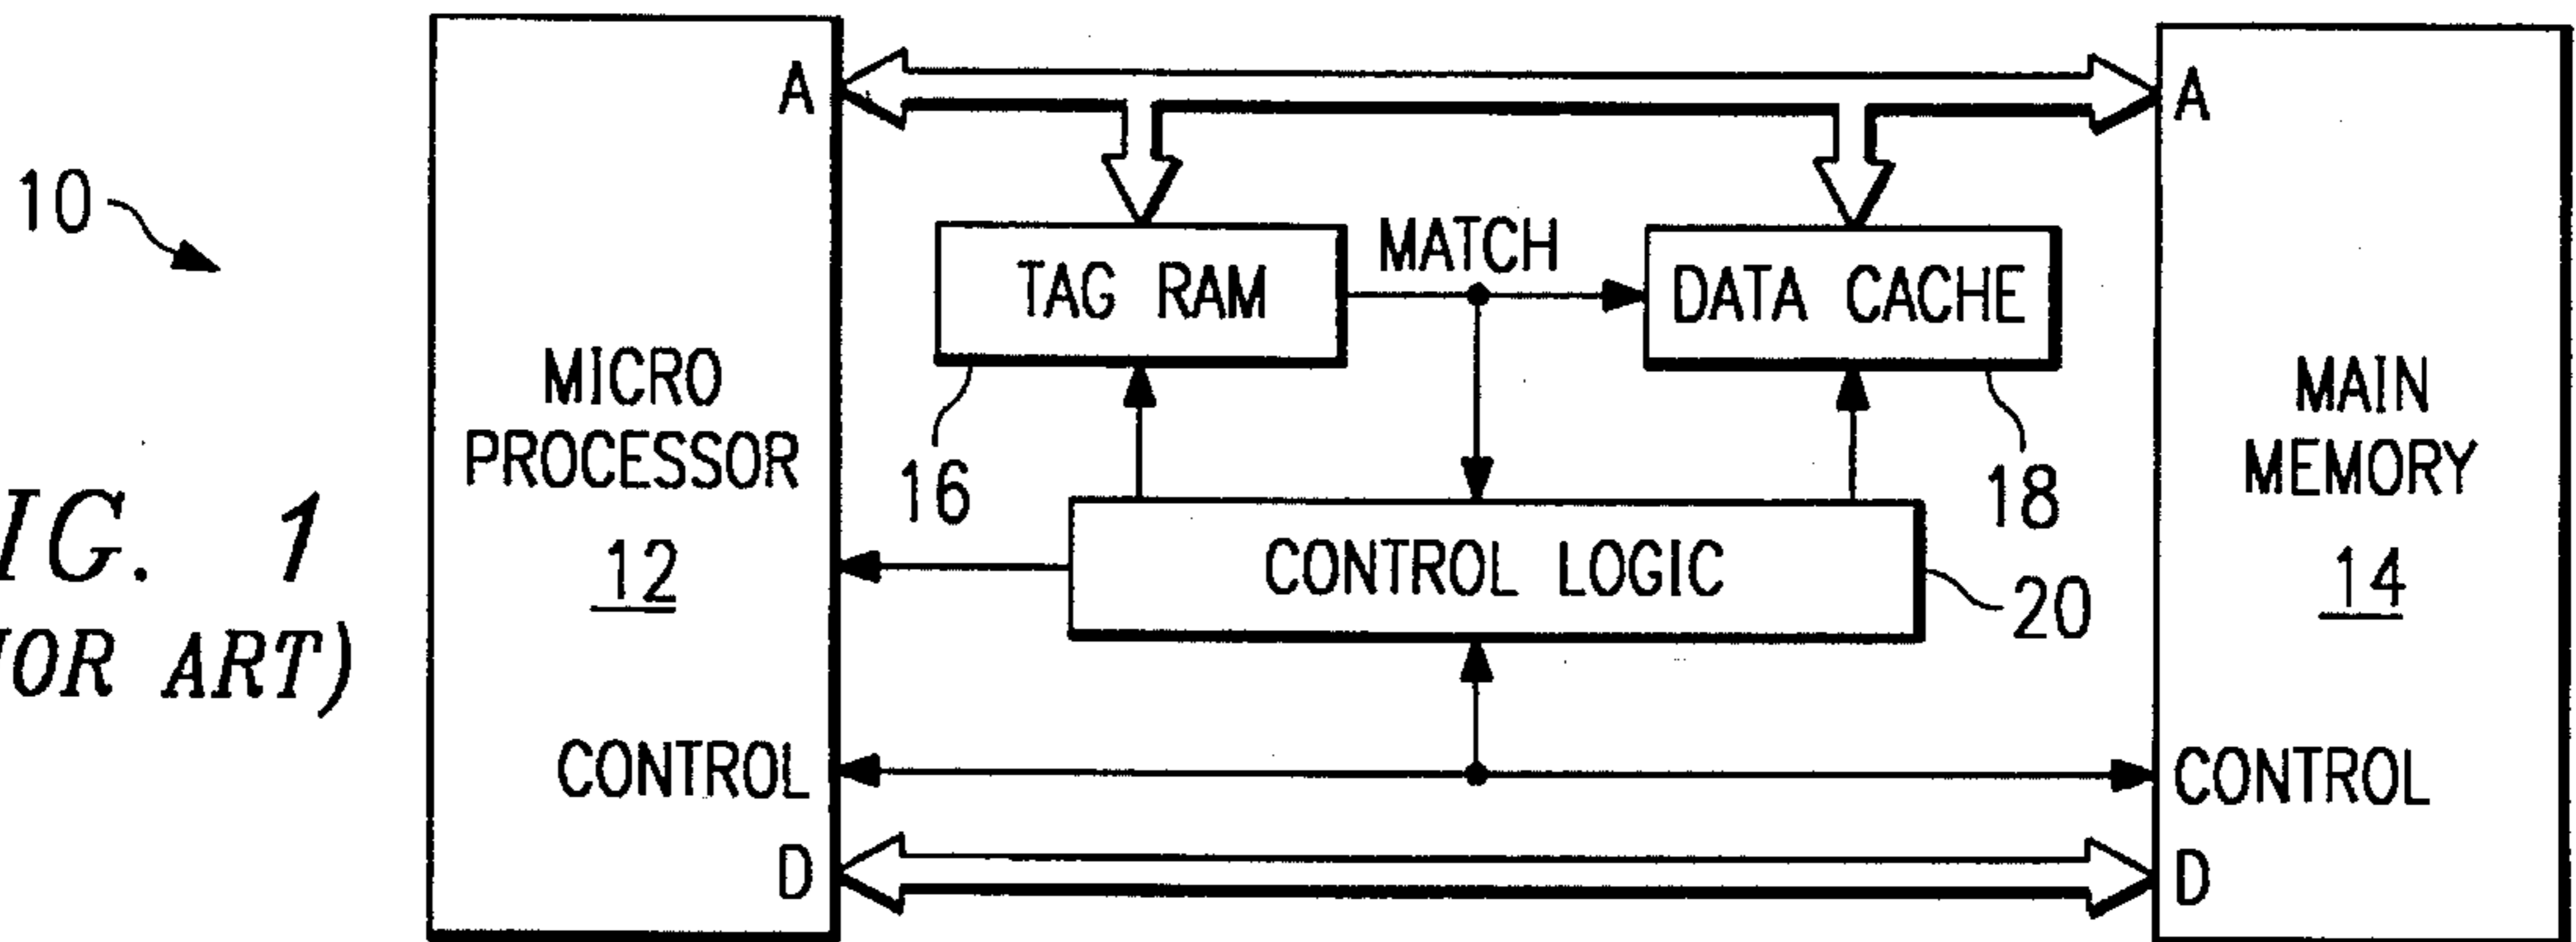 A
A
10
MATCH
TAG RAM
DATA CACHE
MICRO
PROCESSOR
12
16
18
MAIN
MEMORY
14
CONTROL LOGIC
20
IG. 1
IOR ART)
CONTROL
CONTROL
D
D